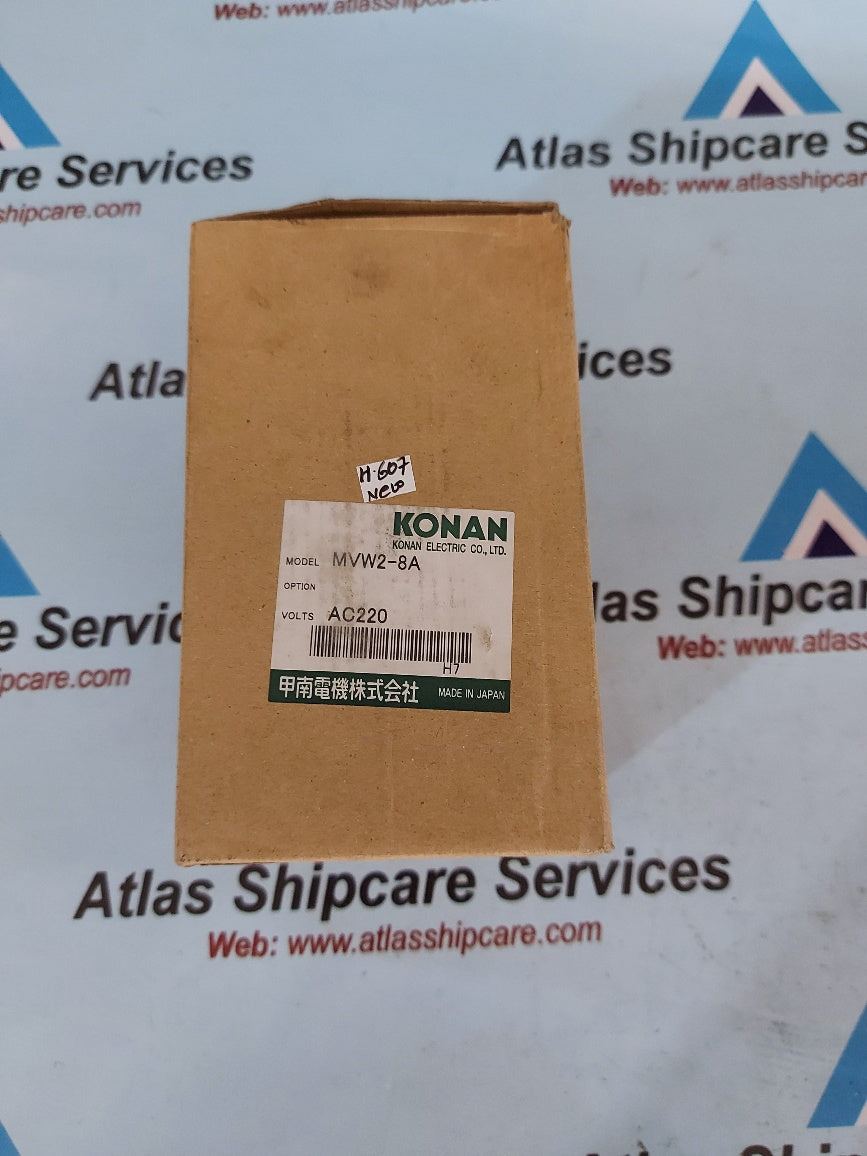 Web: www.atlasshipcare.
Atlas Shipcare S
Web: www.atlasshipcar
re Services
shipcare.com
Atla
ices
H-607
New
KONAN
KONAN ELECTRIC CO., LTD.
MODEL MVW2-8A
OPTION
VOLTS AC220
H7
甲南電機株式会社 MADE IN JAPAN
las Shipcar
Web: www.atlass
e Servic
pcare.com
Atlas Shipcare Services
Web: www.atlasshipcare.com